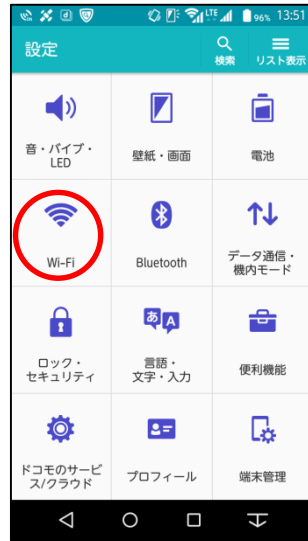 LTE 96% 13:51
設定
検索 リスト表示
音・バイブ・
LED
壁紙・画面
電池
Wi-Fi
Bluetooth
データ通信・
機内モード
ロック・
セキュリティ
あ A
言語・
文字・入力
便利機能
ドコモのサービ
ス/クラウド
プロフィール
端末管理